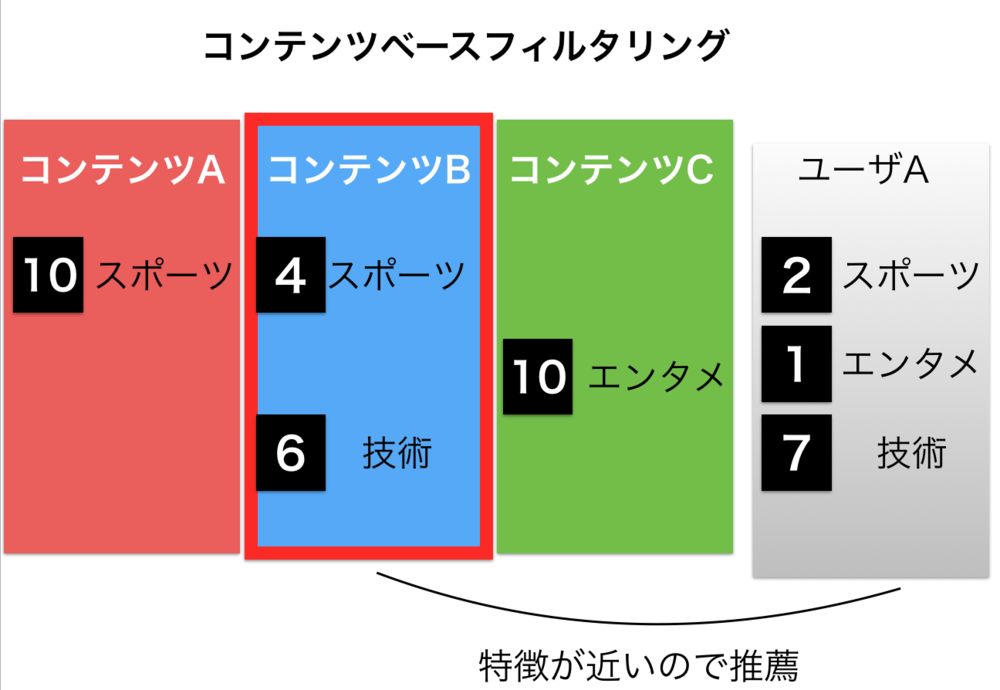 コンテンツベースフィルタリング
コンテンツA
10 スポーツ
コンテンツB
4 スポーツ
6 技術
コンテンツC
10 エンタメ
ユーザA
2 スポーツ
1 エンタメ
7 技術
特徴が近いので推薦